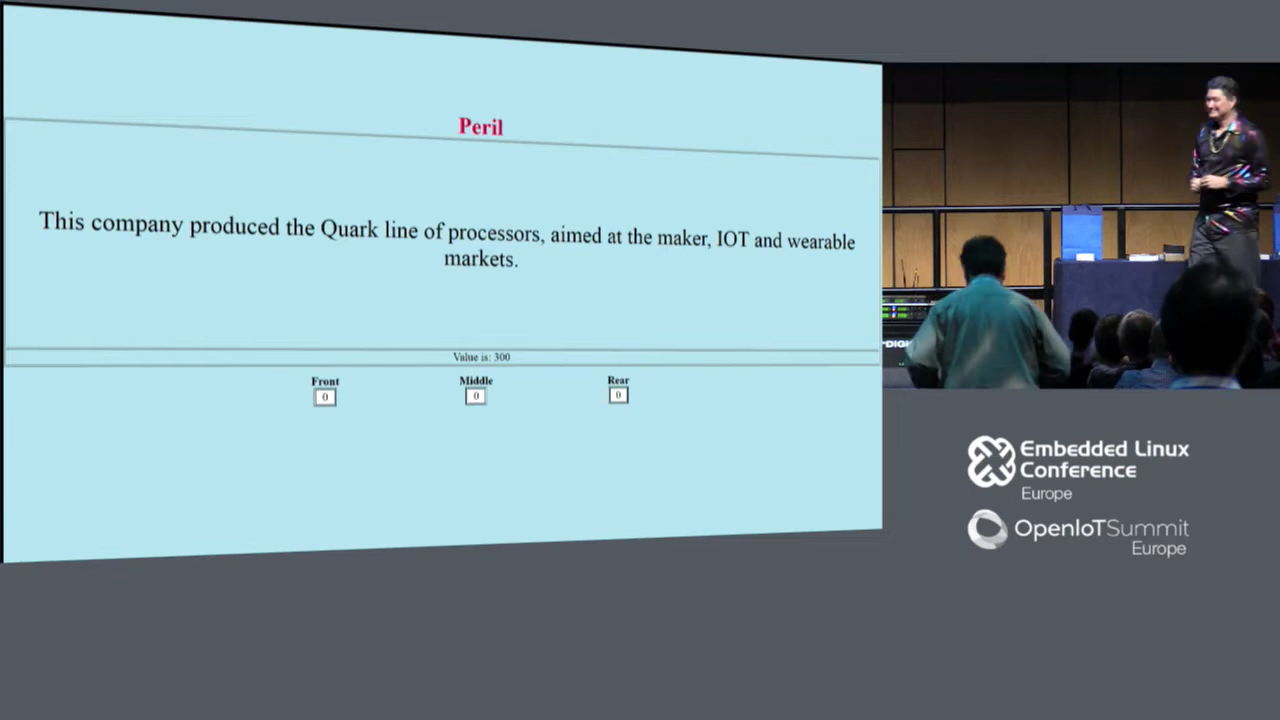 Peril
This company produced the Quark line of processors, aimed at the maker, IOT and wearable
markets.
Value is: 300
Front
Middle
Rear
0
0
0
Embedded Linux
Conference
Europe
OpenIoTSummit
Europe